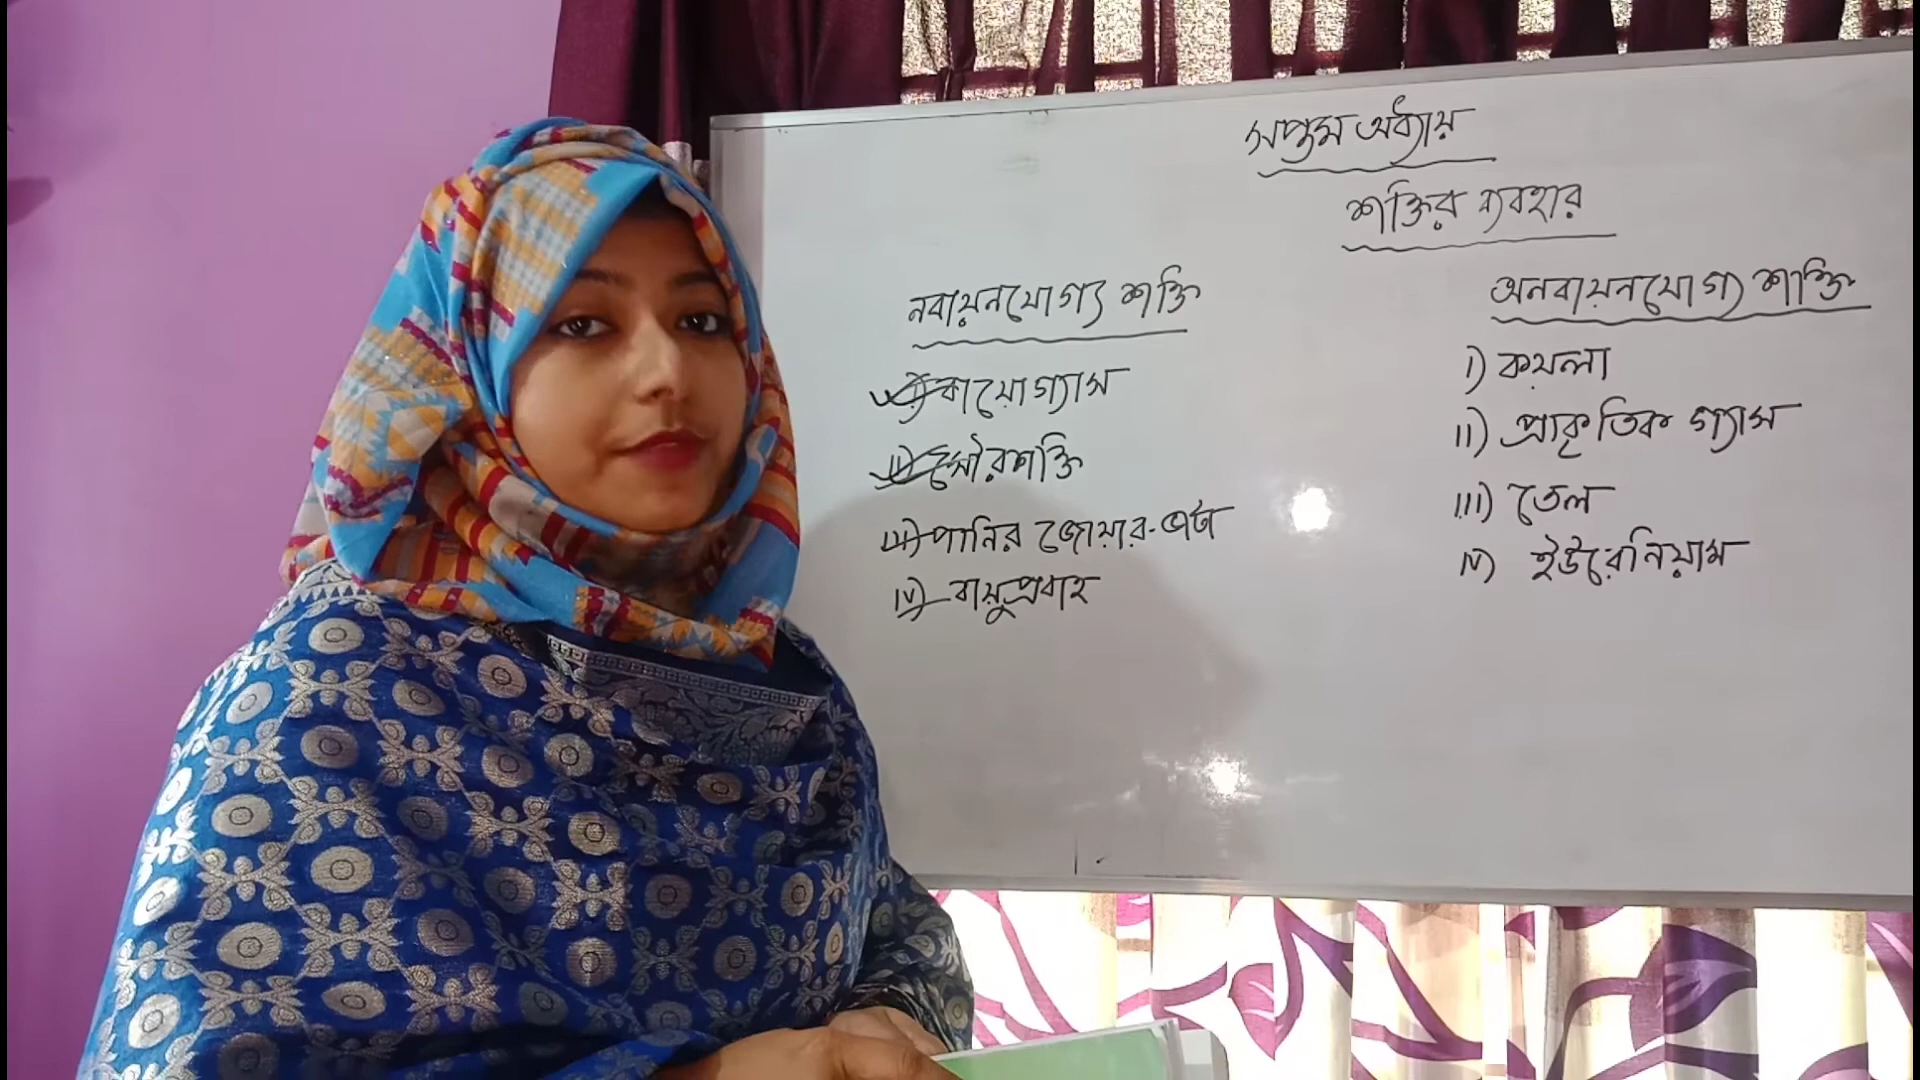 সপ্তম অধ্যায়
শক্তির ব্যবহার
নবায়নযোগ্য শক্তি
i) বায়োগ্যাস
ii) সৌরশক্তি
iii) পানির জোয়ার-ভাটা
iv) বায়ুপ্রবাহ
অনবায়নযোগ্য শক্তি
i) কয়লা
ii) প্রাকৃতিক গ্যাস
iii) তেল
iv) ইউরেনিয়াম